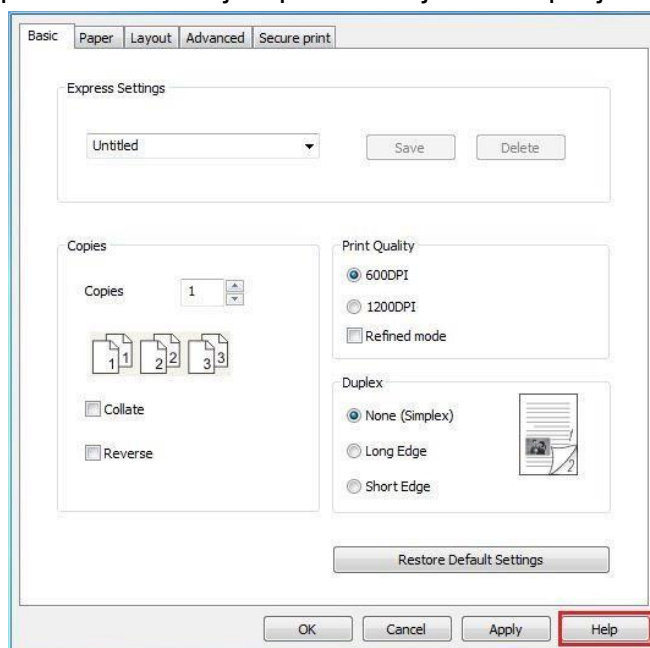 Basic Paper Layout Advanced Secure print
Express Settings
Untitled Save Delete
Copies
Copies 1
1 1 2 2 3 3
Collate
Reverse
Print Quality
600DPI
1200DPI
Refined mode
Duplex
None (Simplex)
Long Edge
Short Edge
1
2
Restore Default Settings
OK Cancel Apply Help